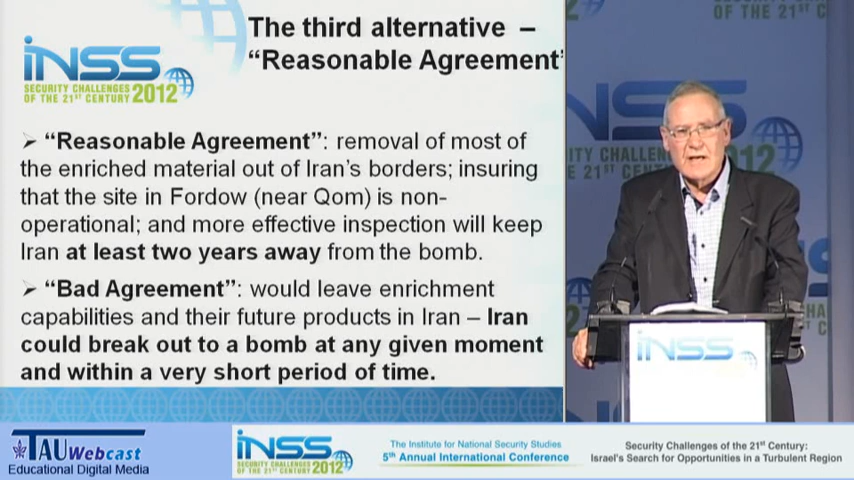 The third alternative –
“Reasonable Agreement”
INSS
SECURITY CHALLENGES
OF THE 21ST CENTURY 2012
➢ “Reasonable Agreement”: removal of most of
the enriched material out of Iran’s borders; insuring
that the site in Fordow (near Qom) is non-
operational; and more effective inspection will keep
Iran at least two years away from the bomb.
➢ “Bad Agreement”: would leave enrichment
capabilities and their future products in Iran – Iran
could break out to a bomb at any given moment
and within a very short period of time.
INSS
ITY CHALLEN
E 21ST CENTURY 2012
INSS
TAU Webcast
Educational Digital Media
INSS
SECURITY CHALLENGES
OF THE 21ST CENTURY 2012
The Institute for National Security Studies
5th Annual International Conference
Security Challenges of the 21st Century:
Israel's Search for Opportunities in a Turbulent Region